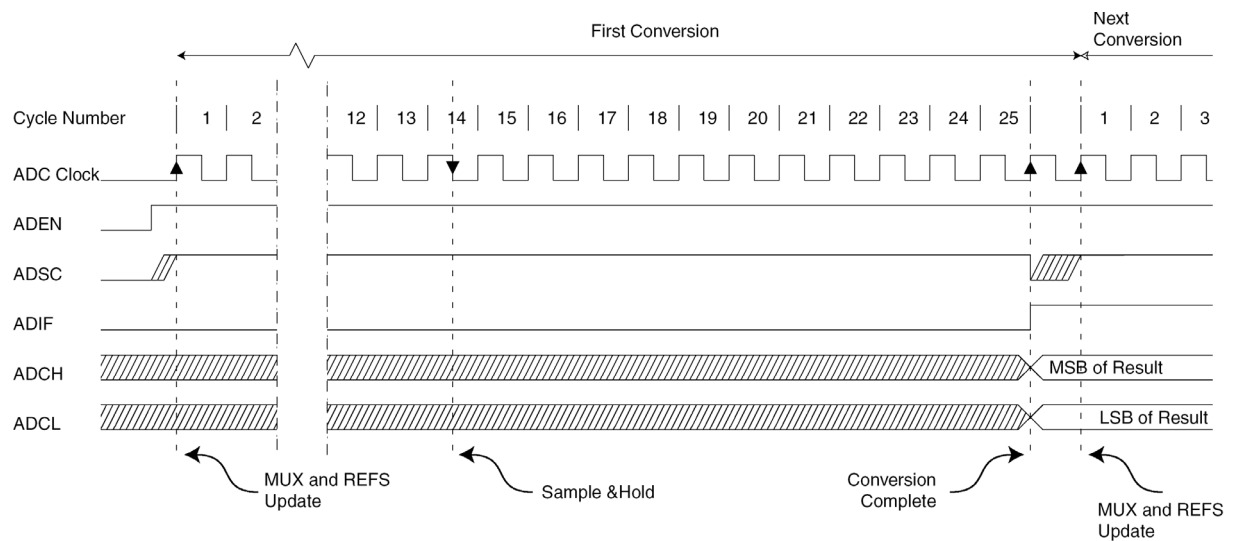 First Conversion
Next
Conversion
Cycle Number 1 2 12 13 14 15 16 17 18 19 20 21 22 23 24 25 1 2 3
ADC Clock
ADEN
ADSC
ADIF
ADCH MSB of Result
ADCL LSB of Result
MUX and REFS
Update
Sample &Hold
Conversion
Complete
MUX and REFS
Update